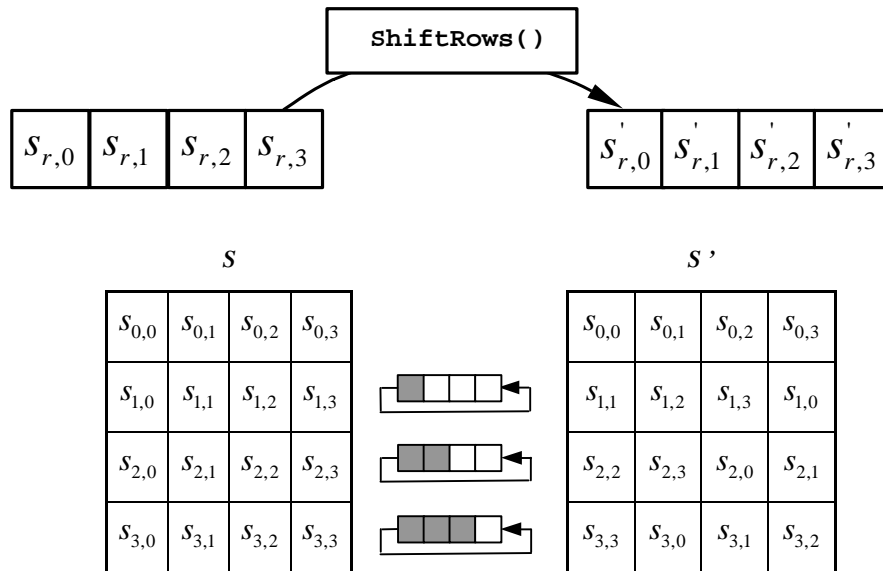 ShiftRows()
s_{r,0} s_{r,1} s_{r,2} s_{r,3} s'_{r,0} s'_{r,1} s'_{r,2} s'_{r,3}
S S'
s_{0,0} s_{0,1} s_{0,2} s_{0,3} s_{0,0} s_{0,1} s_{0,2} s_{0,3}
s_{1,0} s_{1,1} s_{1,2} s_{1,3} s_{1,1} s_{1,2} s_{1,3} s_{1,0}
s_{2,0} s_{2,1} s_{2,2} s_{2,3} s_{2,2} s_{2,3} s_{2,0} s_{2,1}
s_{3,0} s_{3,1} s_{3,2} s_{3,3} s_{3,3} s_{3,0} s_{3,1} s_{3,2}